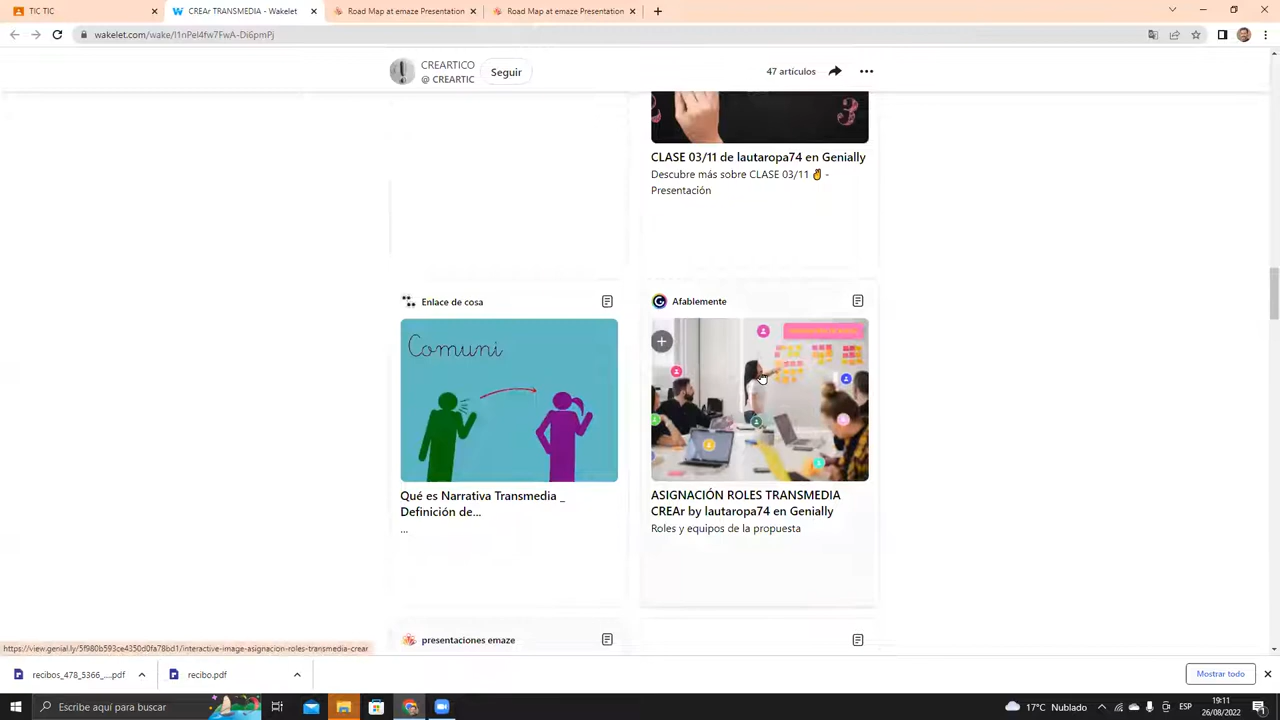 TIC TIC
CREAr TRANSMEDIA - Wakelet
Road Map at emaze Presentation
Road Map at emaze Presentation
wakelet.com/wake/I1nPel4fw7FwA-Di6pmPj
CREARTICO
@ CREARTIC
Seguir
47 artículos
CLASE 03/11 de lautaropa74 en Genially
Descubre más sobre CLASE 03/11 ✌ -
Presentación
Enlace de cosa
Comuni
Qué es Narrativa Transmedia _
Definición de...
...
Afablemente
ASIGNACIÓN ROLES TRANSMEDIA
CREAr by lautaropa74 en Genially
Roles y equipos de la propuesta
presentaciones emaze
https://view.genial.ly/5f980b593ce4350d0fa78bd1/interactive-image-asignacion-roles-transmedia-crear
recibos_478_5366_....pdf
recibo.pdf
Mostrar todo
Escribe aquí para buscar
17°C Nublado
ESP
19:11
26/08/2022